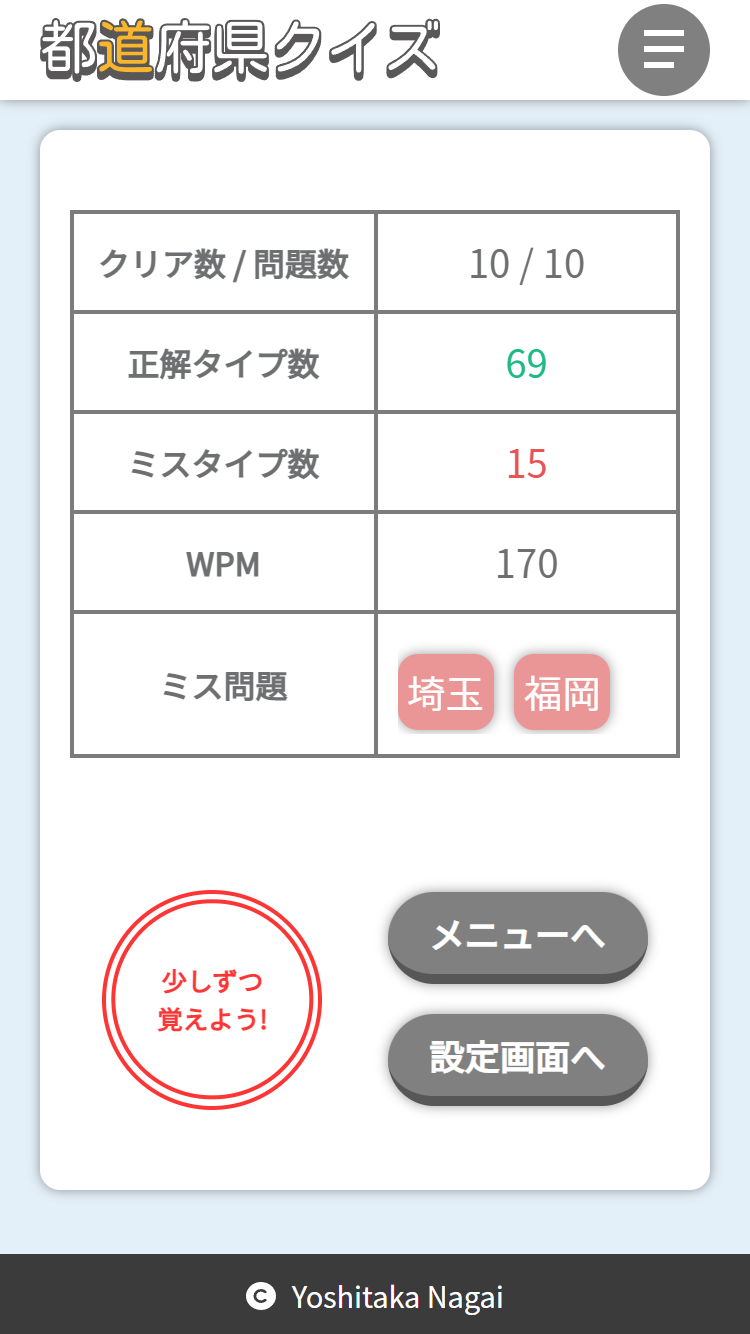 都道府県クイズ
クリア数 / 問題数
10 / 10
正解タイプ数
69
ミスタイプ数
15
WPM
170
ミス問題
埼玉 福岡
少しずつ
覚えよう!
メニューへ
設定画面へ
© Yoshitaka Nagai